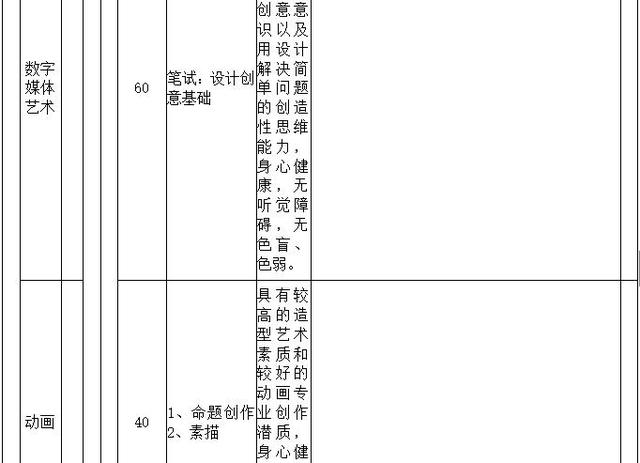 数字
媒体
艺术
60
笔试：设计创
意基础
创意意
识以及
用设计
解决简
单问题
的创造
性思维
能力，
身心健
康，无
听觉障
碍，无
色盲、
色弱。
动画
40
1、命题创作
2、素描
具有较
高的造
型艺术
素质和
较好的
动画专
业创作
潜质，
身心健